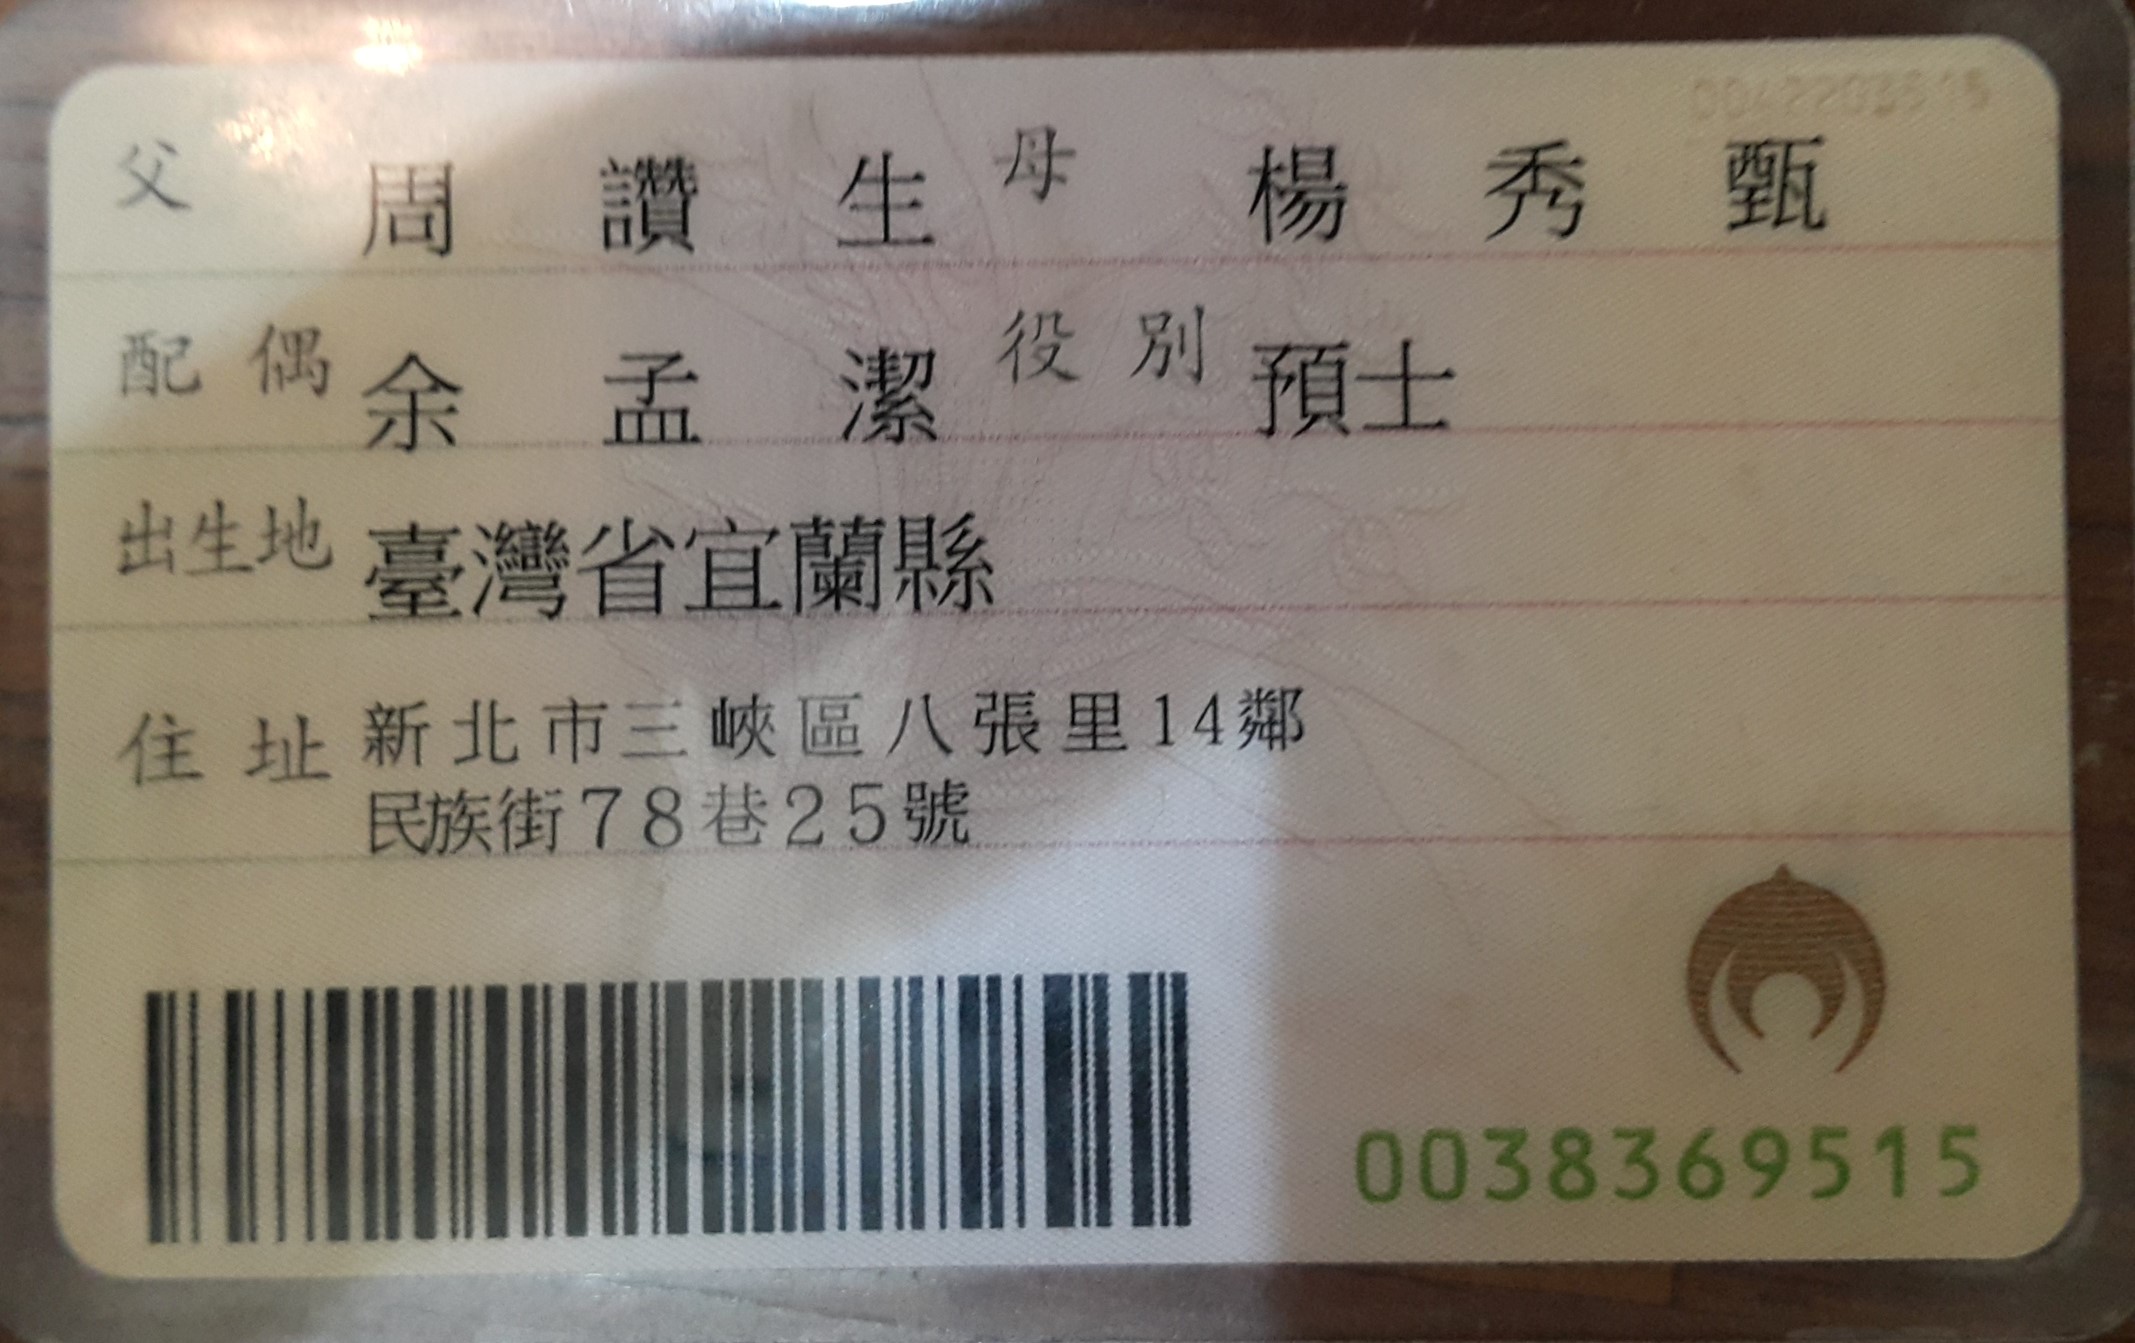 父 周讚生 母 楊秀甄
配偶 余孟潔 役別 預士
出生地 臺灣省宜蘭縣
住址 新北市三峽區八張里14鄰
民族街78巷25號
0038369515